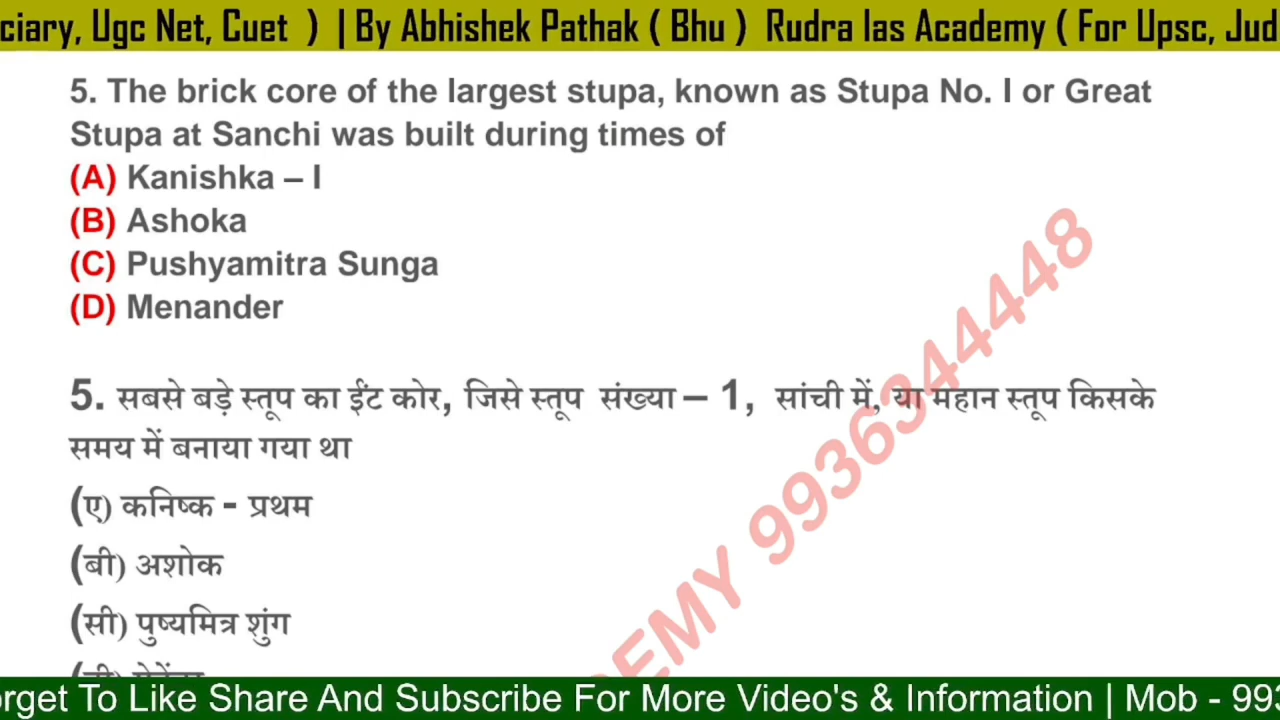 ciary, Ugc Net, Cuet ) | By Abhishek Pathak ( Bhu ) Rudra Ias Academy ( For Upsc, Jud
5. The brick core of the largest stupa, known as Stupa No. I or Great
Stupa at Sanchi was built during times of
(A) Kanishka – I
(B) Ashoka
(C) Pushyamitra Sunga
(D) Menander
5. सबसे बड़े स्तूप का ईंट कोर, जिसे स्तूप संख्या – 1, सांची में, या महान स्तूप किसके
समय में बनाया गया था
(ए) कनिष्क - प्रथम
(बी) अशोक
(सी) पुष्यमित्र शुंग
EMY 9936344448
orget To Like Share And Subscribe For More Video's & Information | Mob - 993